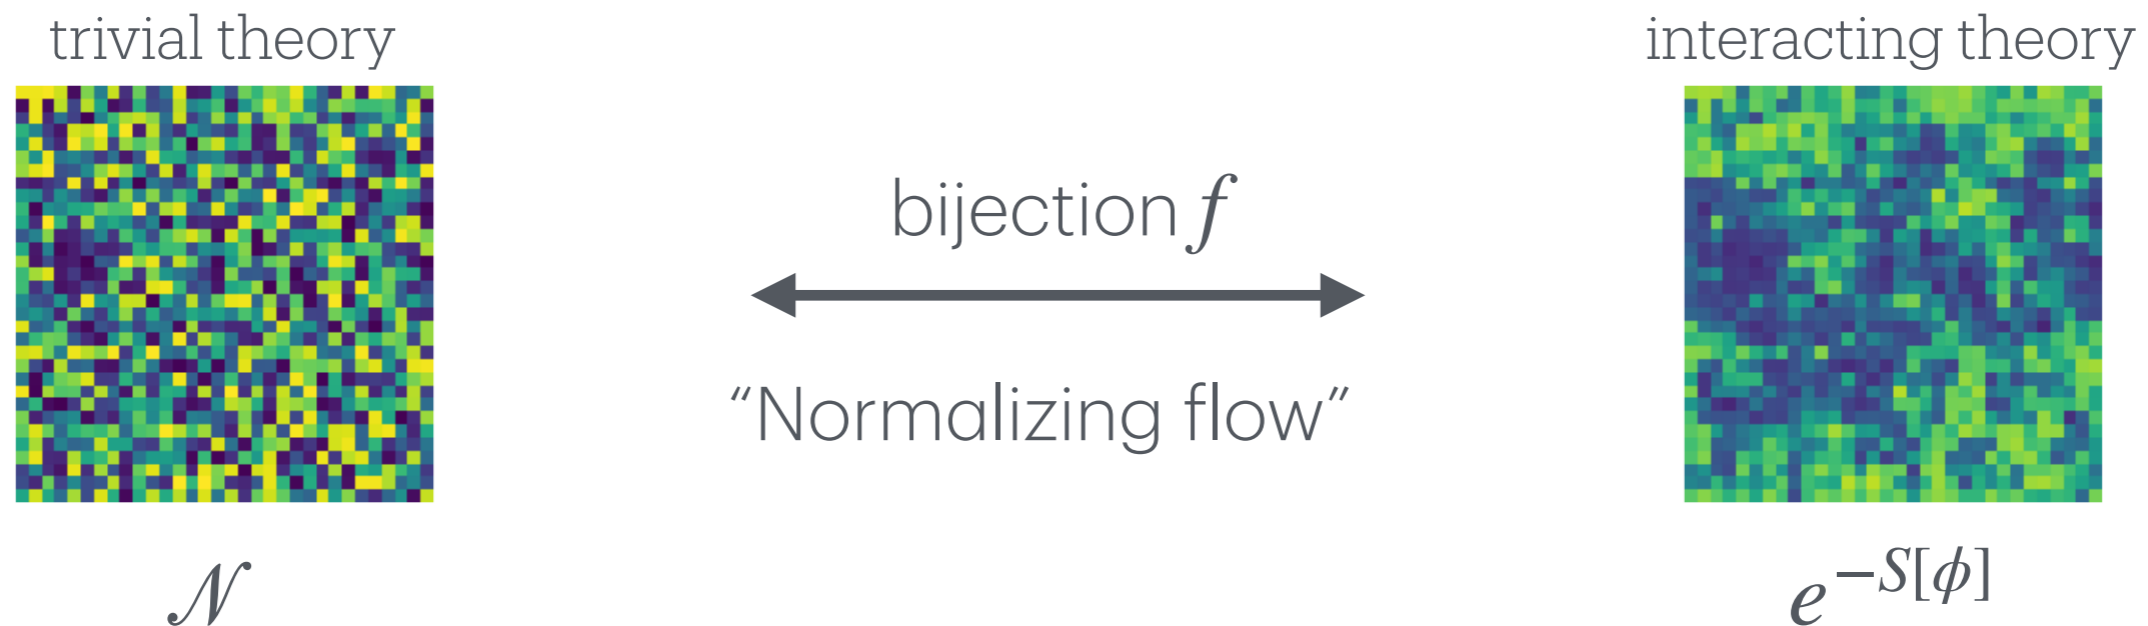 trivial theory
interacting theory
bijection f
“Normalizing flow”
𝒩
e^{−S[ϕ]}